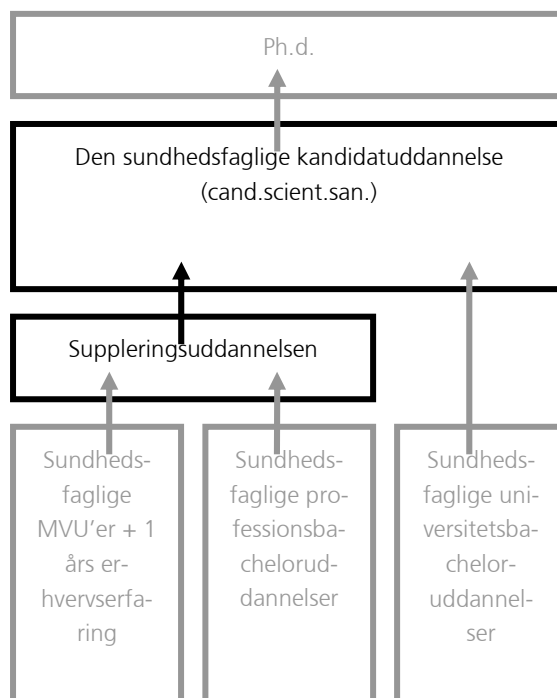 Ph.d.
Den sundhedsfaglige kandidatuddannelse
(cand.scient.san.)
Suppleringsuddannelsen
Sundheds-
faglige
MVU'er + 1
års er-
hvervserfa-
ring
Sundheds-
faglige pro-
fessionsba-
chelorud-
dannelser
Sundheds-
faglige uni-
versitetsba-
chelor-
uddannel-
ser